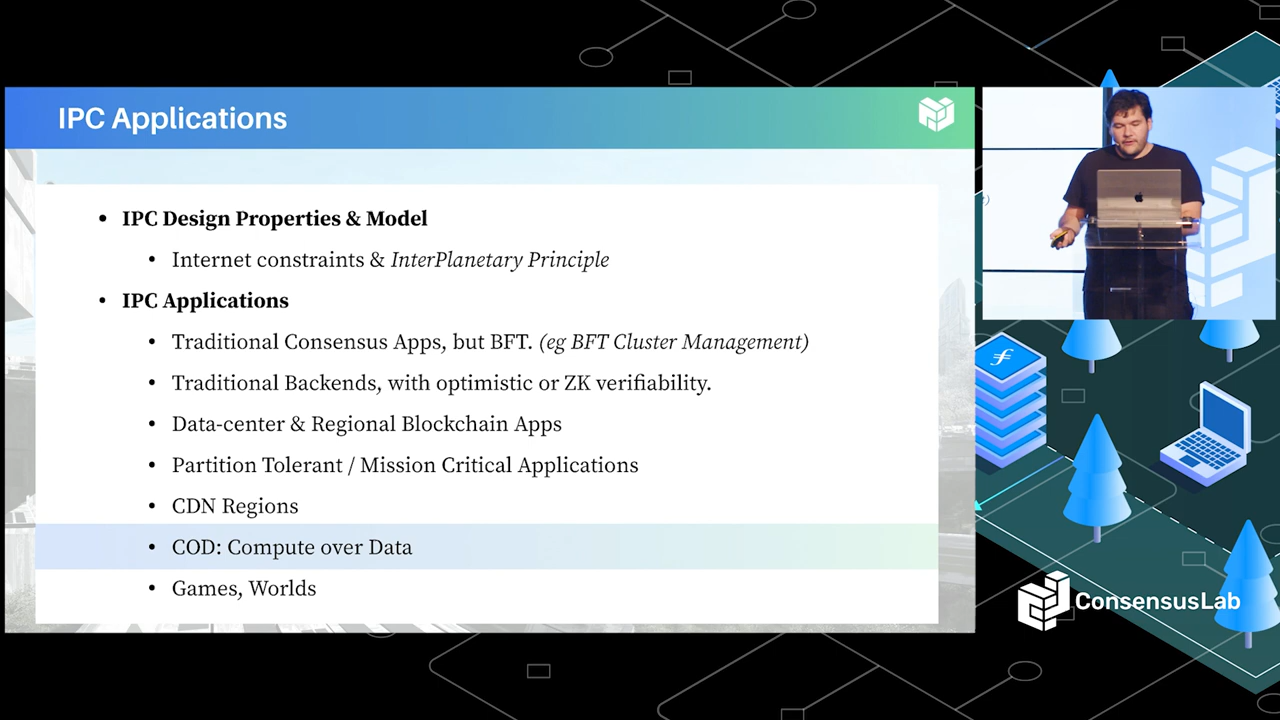 IPC Applications
• IPC Design Properties & Model
• Internet constraints & InterPlanetary Principle
• IPC Applications
• Traditional Consensus Apps, but BFT. (eg BFT Cluster Management)
• Traditional Backends, with optimistic or ZK verifiability.
• Data-center & Regional Blockchain Apps
• Partition Tolerant / Mission Critical Applications
• CDN Regions
• COD: Compute over Data
• Games, Worlds
ConsensusLab